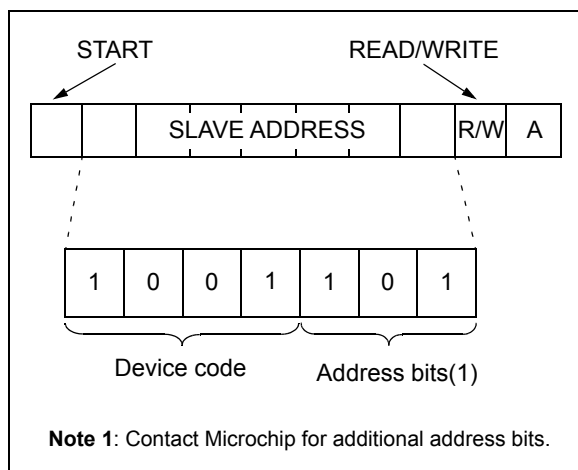 START READ/WRITE
SLAVE ADDRESS R/W A
1 0 0 1 1 0 1
Device code Address bits(1)
Note 1: Contact Microchip for additional address bits.